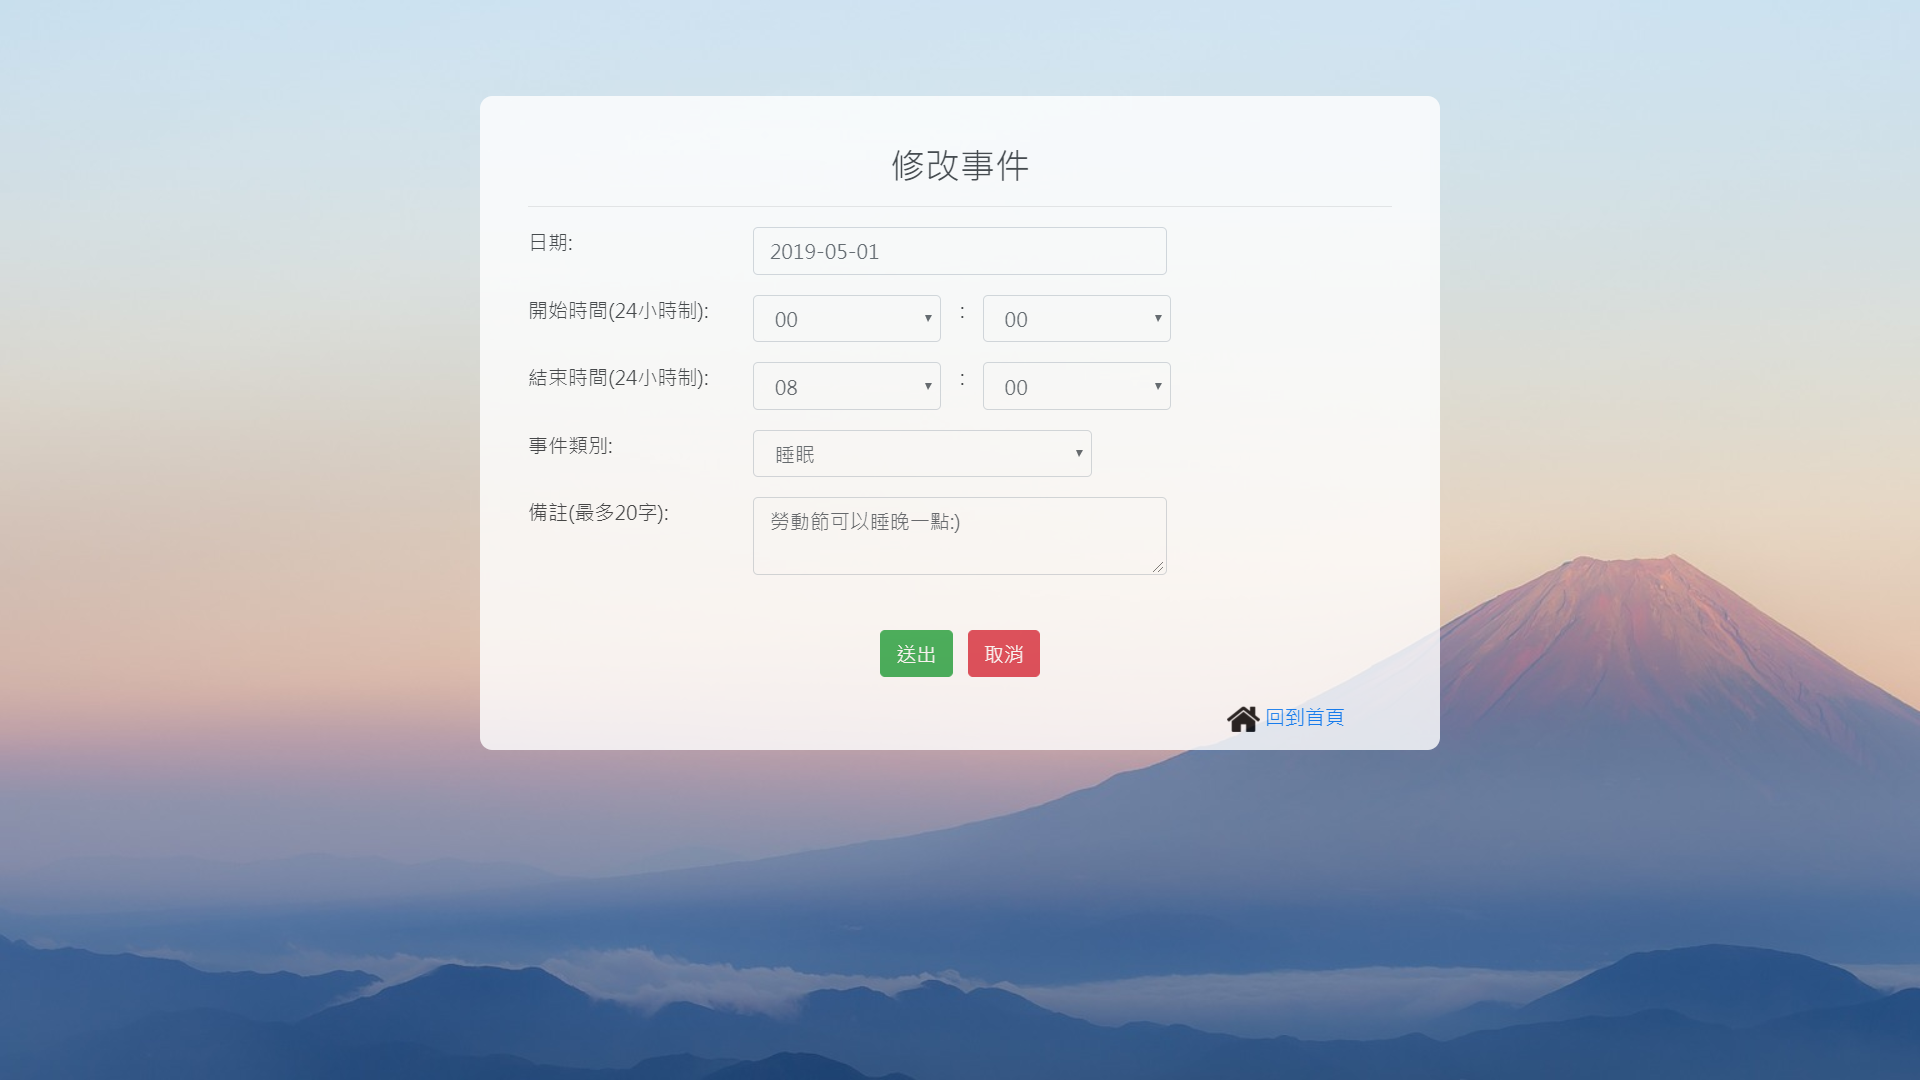 修改事件
日期: 2019-05-01
開始時間(24小時制): 00 : 00
結束時間(24小時制): 08 : 00
事件類別: 睡眠
備註(最多20字): 勞動節可以睡晚一點:)
送出 取消
回到首頁